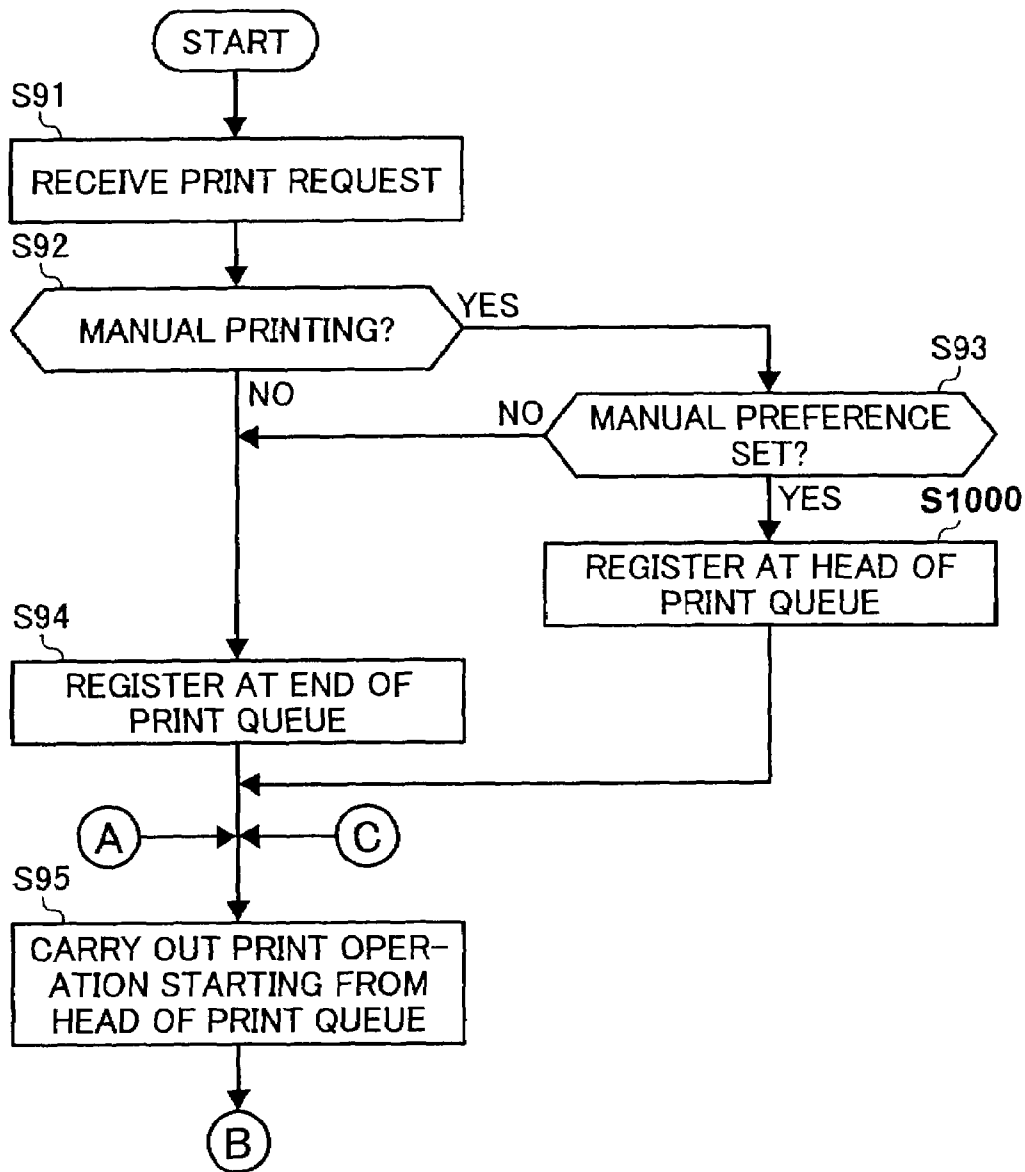 START
S91
RECEIVE PRINT REQUEST
S92
MANUAL PRINTING?
YES
NO
S93
MANUAL PREFERENCE
SET?
NO
YES
S1000
REGISTER AT HEAD OF
PRINT QUEUE
S94
REGISTER AT END OF
PRINT QUEUE
A
C
S95
CARRY OUT PRINT OPER-
ATION STARTING FROM
HEAD OF PRINT QUEUE
B